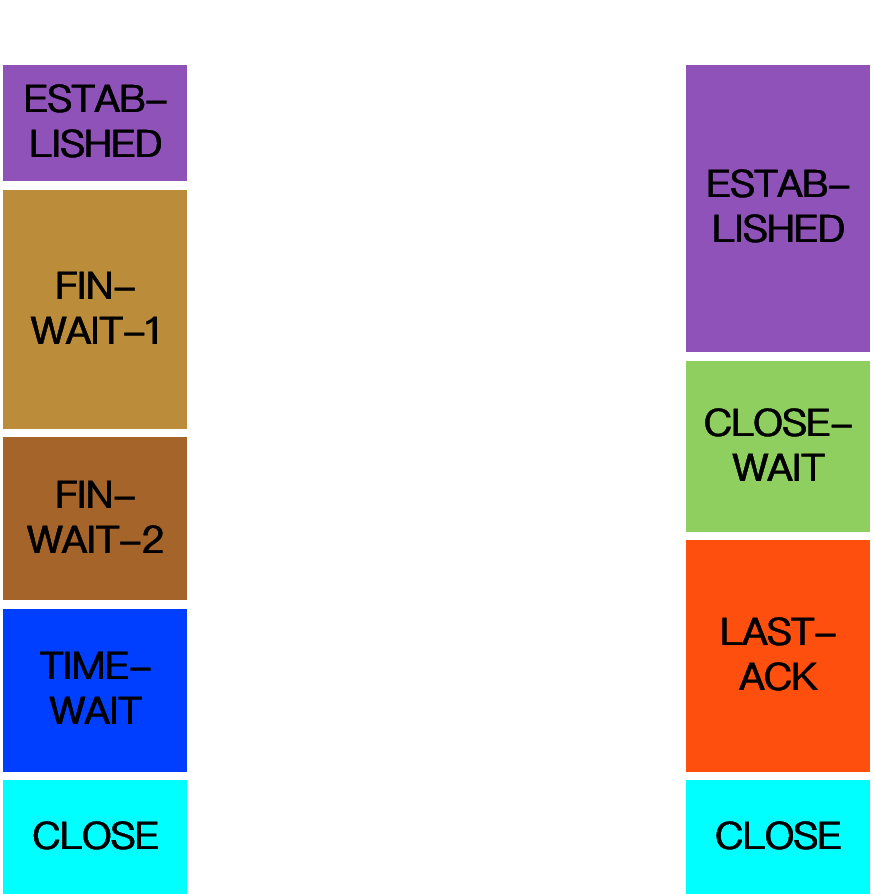 ESTAB-
LISHED
FIN-
WAIT-1
FIN-
WAIT-2
TIME-
WAIT
CLOSE
ESTAB-
LISHED
CLOSE-
WAIT
LAST-
ACK
CLOSE